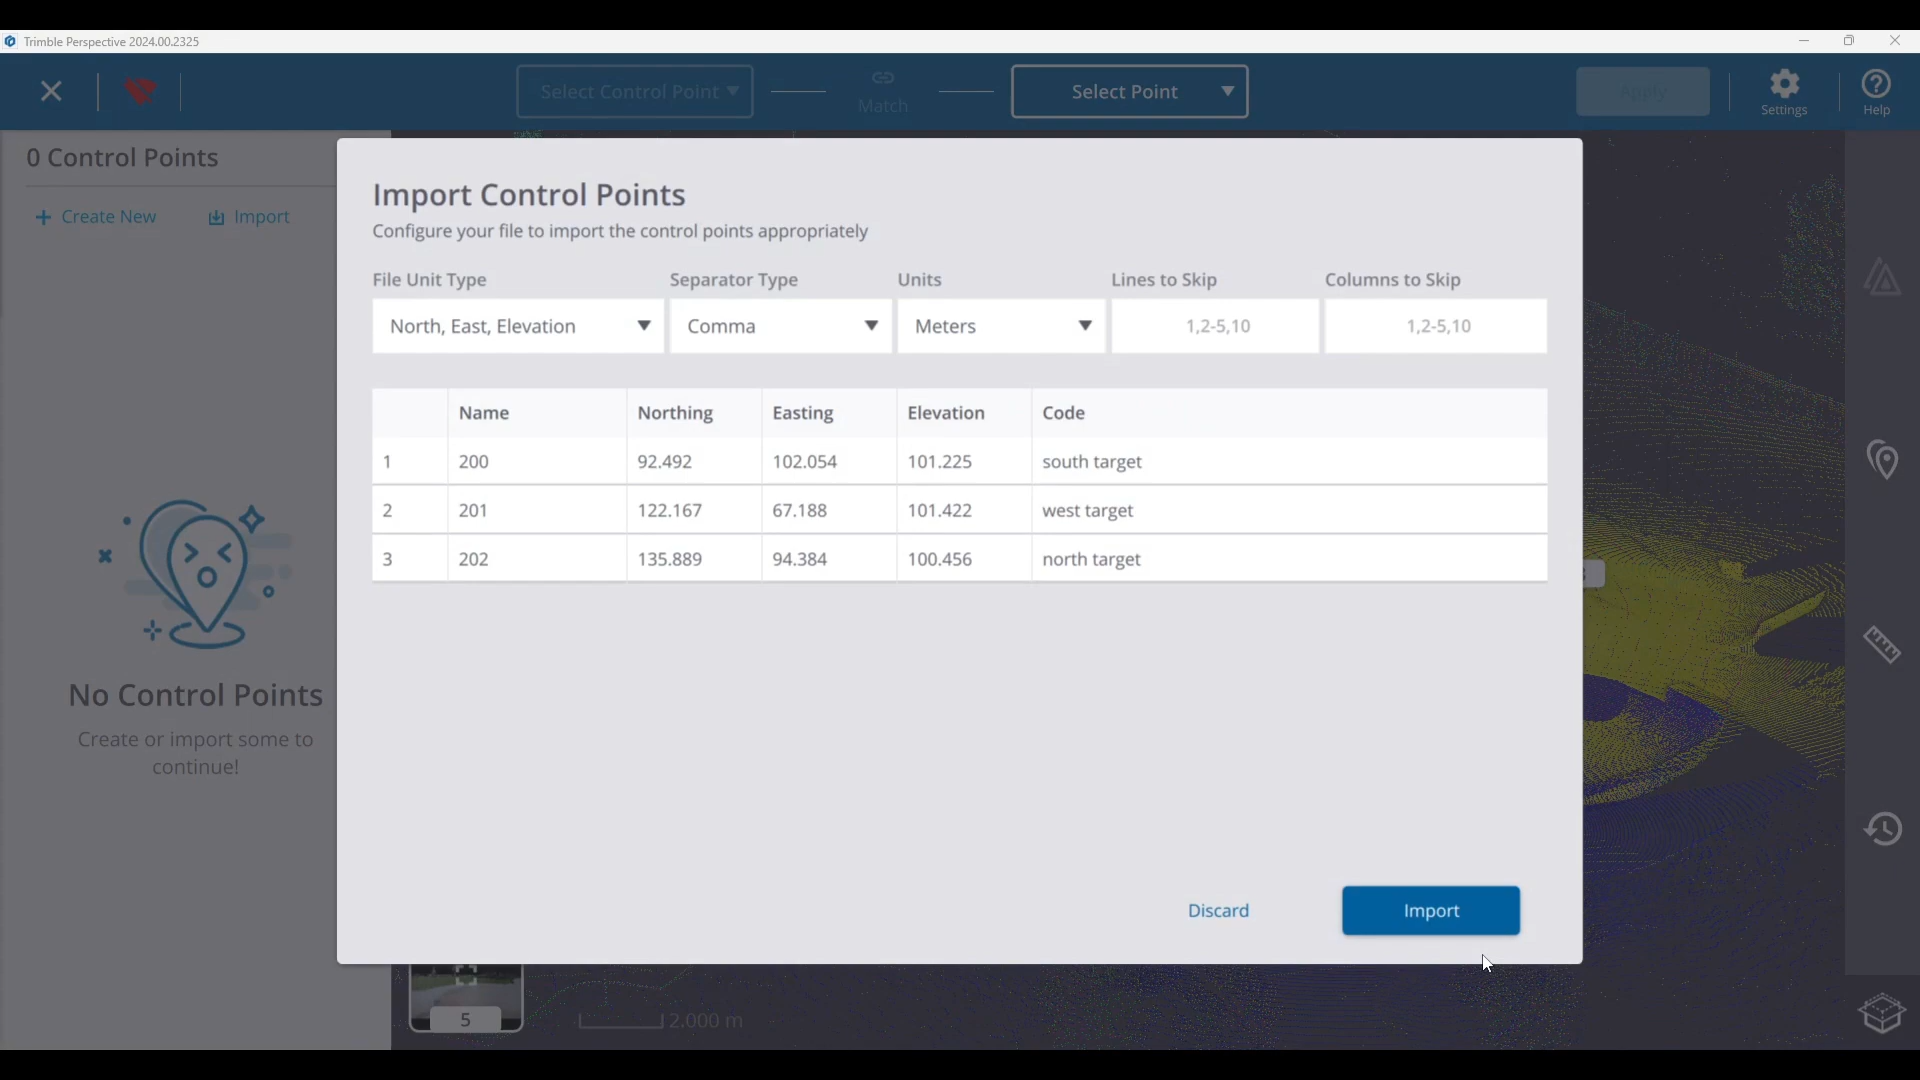 Trimble Perspective 2024.00.2325
Select Control Point
Match
Select Point
Apply
Settings
Help
0 Control Points
Create New
Import
No Control Points
Create or import some to
continue!
Import Control Points
Configure your file to import the control points appropriately
File Unit Type Separator Type Units Lines to Skip Columns to Skip
North, East, Elevation Comma Meters 1,2-5,10 1,2-5,10
Name Northing Easting Elevation Code
1 200 92.492 102.054 101.225 south target
2 201 122.167 67.188 101.422 west target
3 202 135.889 94.384 100.456 north target
Discard Import
5
2.000 m